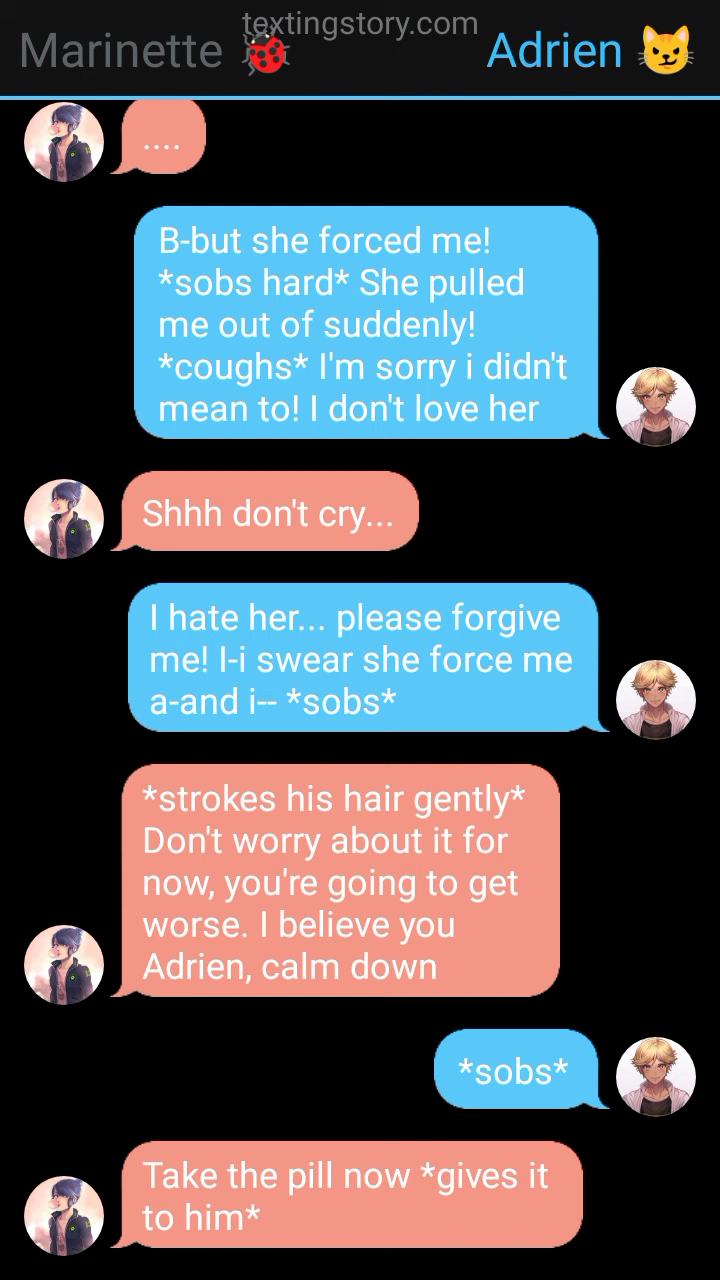 textingstory.com
Marinette 🐞
Adrien 😼
....
B-but she forced me!
*sobs hard* She pulled
me out of suddenly!
*coughs* I'm sorry i didn't
mean to! I don't love her
Shhh don't cry...
I hate her... please forgive
me! I-i swear she force me
a-and i-- *sobs*
*strokes his hair gently*
Don't worry about it for
now, you're going to get
worse. I believe you
Adrien, calm down
*sobs*
Take the pill now *gives it
to him*